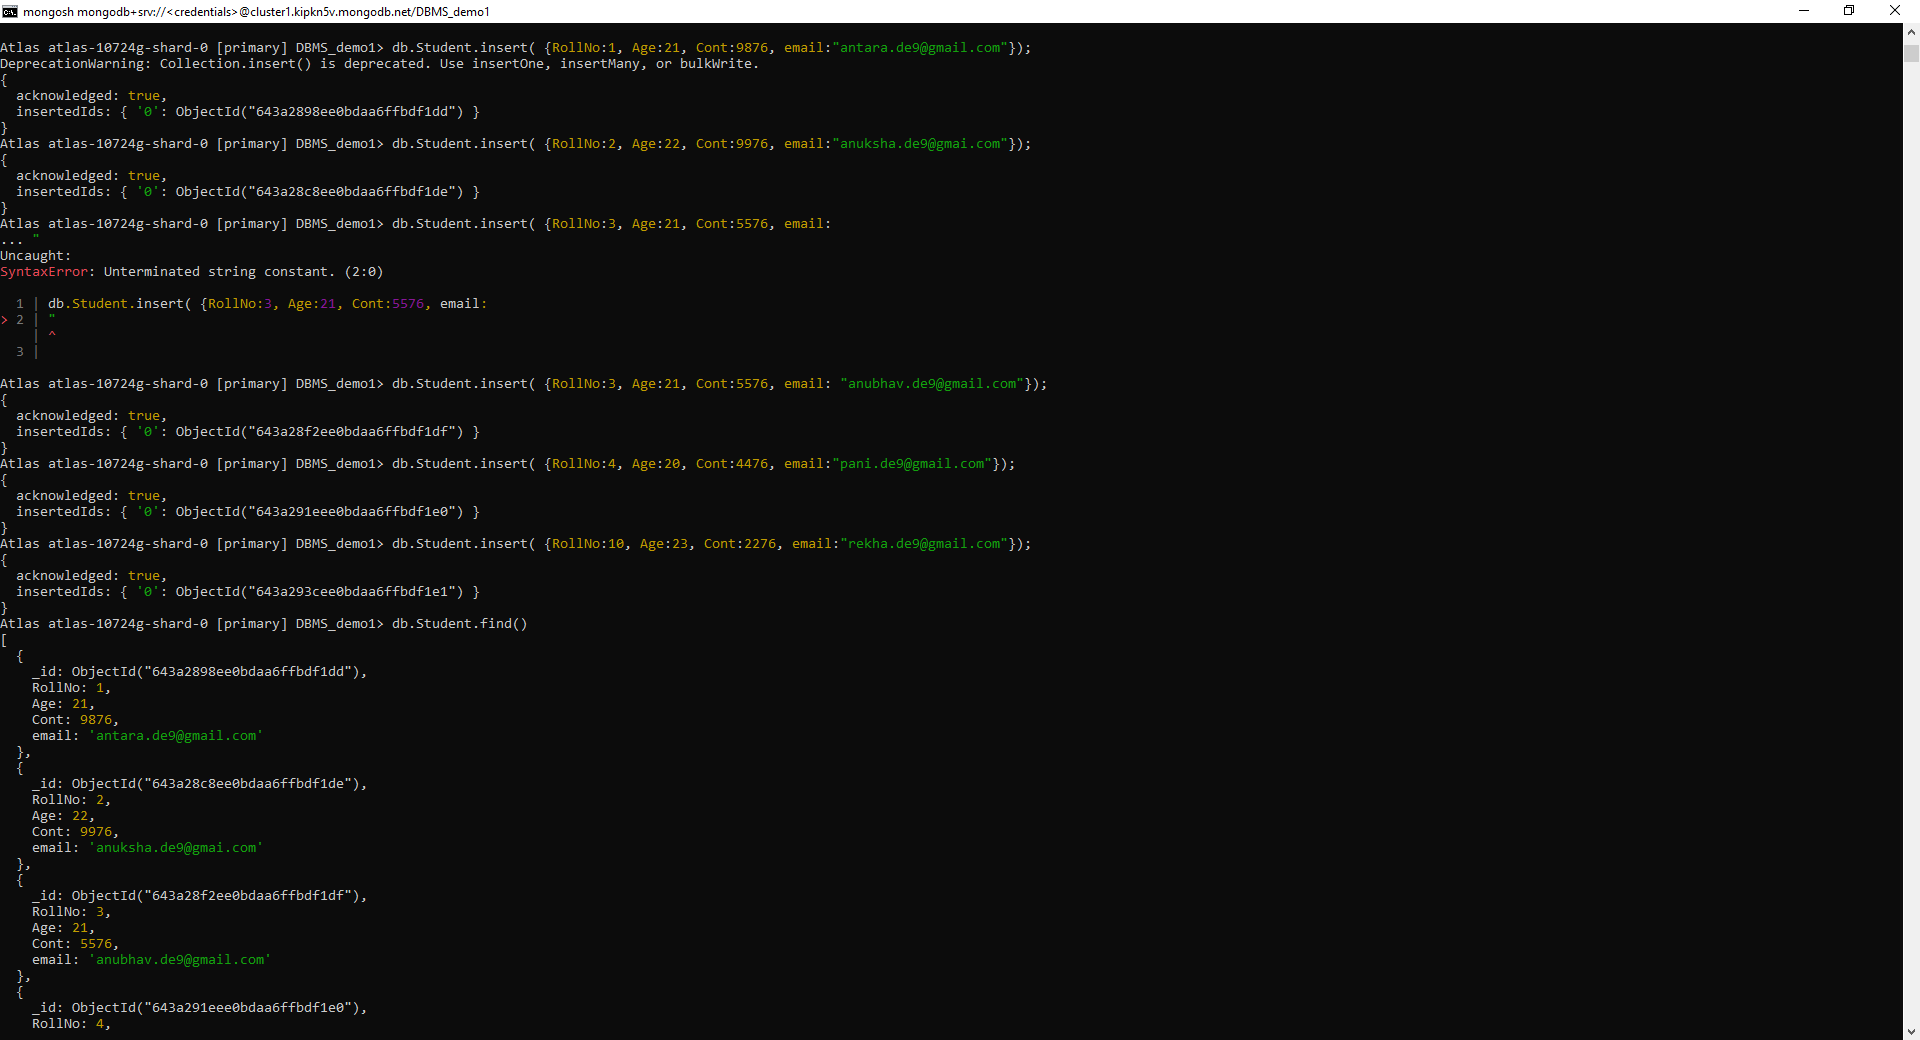 mongosh mongodb+srv://<credentials>@cluster1.kipkn5v.mongodb.net/DBMS_demo1
Atlas atlas-10724g-shard-0 [primary] DBMS_demo1> db.Student.insert( {RollNo:1, Age:21, Cont:9876, email:"antara.de9@gmail.com"});
DeprecationWarning: Collection.insert() is deprecated. Use insertOne, insertMany, or bulkWrite.
{
  acknowledged: true,
  insertedIds: { '0': ObjectId("643a2898ee0bdaa6ffbdf1dd") }
}
Atlas atlas-10724g-shard-0 [primary] DBMS_demo1> db.Student.insert( {RollNo:2, Age:22, Cont:9976, email:"anuksha.de9@gmai.com"});
{
  acknowledged: true,
  insertedIds: { '0': ObjectId("643a28c8ee0bdaa6ffbdf1de") }
}
Atlas atlas-10724g-shard-0 [primary] DBMS_demo1> db.Student.insert( {RollNo:3, Age:21, Cont:5576, email:
... "
Uncaught:
SyntaxError: Unterminated string constant. (2:0)
  1 | db.Student.insert( {RollNo:3, Age:21, Cont:5576, email:
> 2 | "
    | ^
  3 |
Atlas atlas-10724g-shard-0 [primary] DBMS_demo1> db.Student.insert( {RollNo:3, Age:21, Cont:5576, email: "anubhav.de9@gmail.com"});
{
  acknowledged: true,
  insertedIds: { '0': ObjectId("643a28f2ee0bdaa6ffbdf1df") }
}
Atlas atlas-10724g-shard-0 [primary] DBMS_demo1> db.Student.insert( {RollNo:4, Age:20, Cont:4476, email:"pani.de9@gmail.com"});
{
  acknowledged: true,
  insertedIds: { '0': ObjectId("643a291eee0bdaa6ffbdf1e0") }
}
Atlas atlas-10724g-shard-0 [primary] DBMS_demo1> db.Student.insert( {RollNo:10, Age:23, Cont:2276, email:"rekha.de9@gmail.com"});
{
  acknowledged: true,
  insertedIds: { '0': ObjectId("643a293cee0bdaa6ffbdf1e1") }
}
Atlas atlas-10724g-shard-0 [primary] DBMS_demo1> db.Student.find()
[
  {
    _id: ObjectId("643a2898ee0bdaa6ffbdf1dd"),
    RollNo: 1,
    Age: 21,
    Cont: 9876,
    email: 'antara.de9@gmail.com'
  },
  {
    _id: ObjectId("643a28c8ee0bdaa6ffbdf1de"),
    RollNo: 2,
    Age: 22,
    Cont: 9976,
    email: 'anuksha.de9@gmai.com'
  },
  {
    _id: ObjectId("643a28f2ee0bdaa6ffbdf1df"),
    RollNo: 3,
    Age: 21,
    Cont: 5576,
    email: 'anubhav.de9@gmail.com'
  },
  {
    _id: ObjectId("643a291eee0bdaa6ffbdf1e0"),
    RollNo: 4,